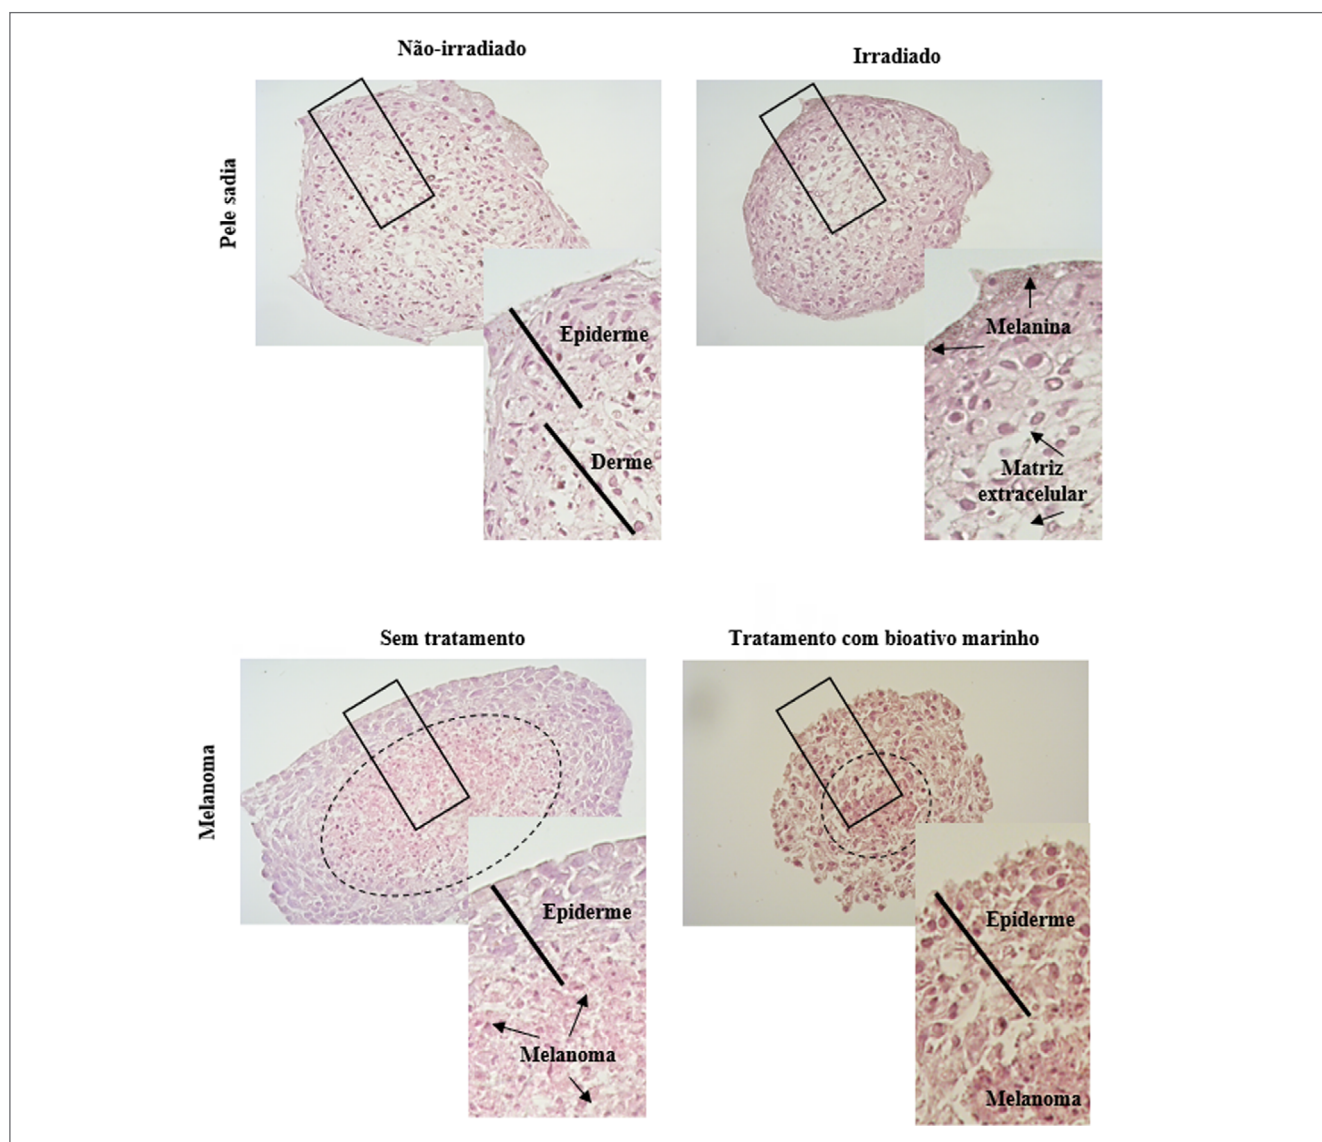 Não-irradiado
Irradiado
Pele sadia
Epiderme
Derme
Melanina
Matriz
extracelular
Sem tratamento
Tratamento com bioativo marinho
Melanoma
Epiderme
Melanoma
Epiderme
Melanoma